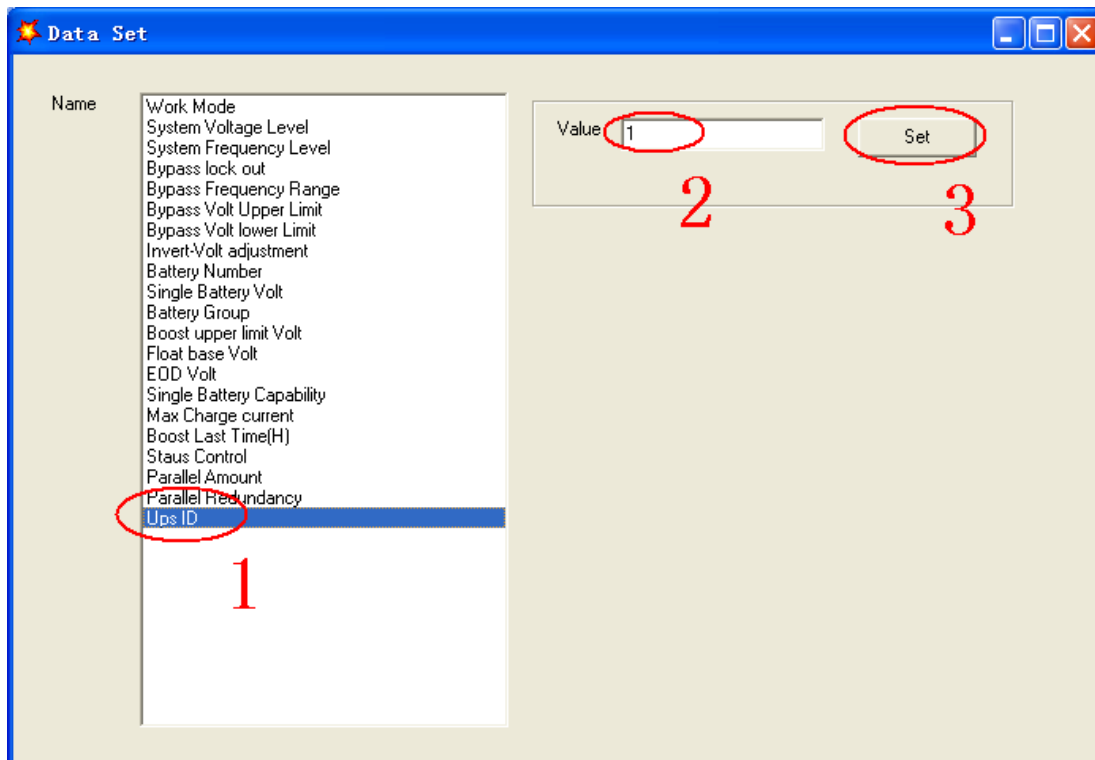 Data Set
Name
Work Mode
System Voltage Level
System Frequency Level
Bypass lock out
Bypass Frequency Range
Bypass Volt Upper Limit
Bypass Volt lower Limit
Invert-Volt adjustment
Battery Number
Single Battery Volt
Battery Group
Boost upper limit Volt
Float base Volt
EOD Volt
Single Battery Capability
Max Charge current
Boost Last Time(H)
Staus Control
Parallel Amount
Parallel Redundancy
Ups ID
1
Value
1
Set
2
3